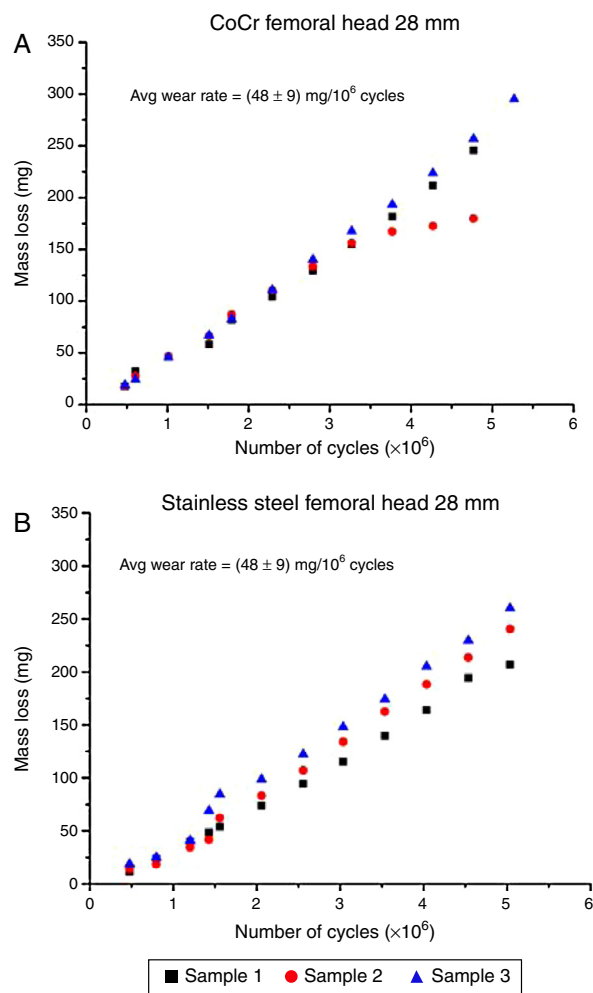 A
CoCr femoral head 28 mm
Avg wear rate = (48 ± 9) mg/10⁶ cycles
350
300
250
200
150
100
50
0
Mass loss (mg)
0 1 2 3 4 5 6
Number of cycles (×10⁶)
B
Stainless steel femoral head 28 mm
Avg wear rate = (48 ± 9) mg/10⁶ cycles
350
300
250
200
150
100
50
0
Mass loss (mg)
0 1 2 3 4 5 6
Number of cycles (×10⁶)
Sample 1 Sample 2 Sample 3